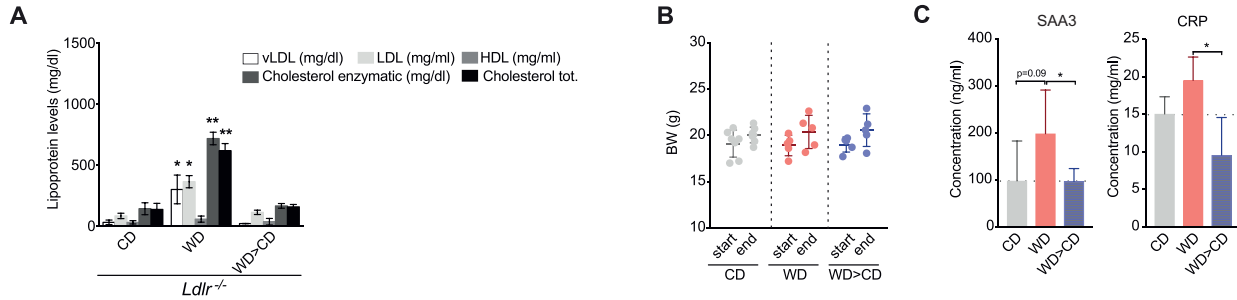 A
Lipoprotein levels (mg/dl)
1500
1000
500
0
vLDL (mg/dl) LDL (mg/ml) HDL (mg/ml)
Cholesterol enzymatic (mg/dl) Cholesterol tot.
* * ** **
CD WD WD>CD
Ldlr -/-
B
BW (g)
30
25
20
15
10
start end start end start end
CD WD WD>CD
C
SAA3
Concentration (ng/ml)
400
300
200
100
0
p=0.09 *
CD WD WD>CD
CRP
Concentration (mg/ml)
25
20
15
10
5
0
*
CD WD WD>CD